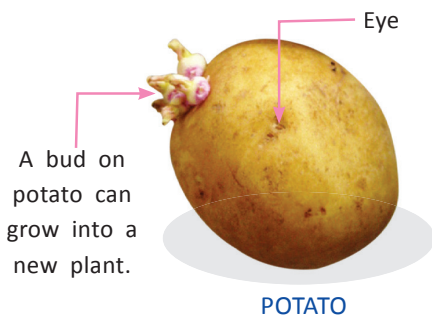 Eye
A bud on
potato can
grow into a
new plant.
POTATO